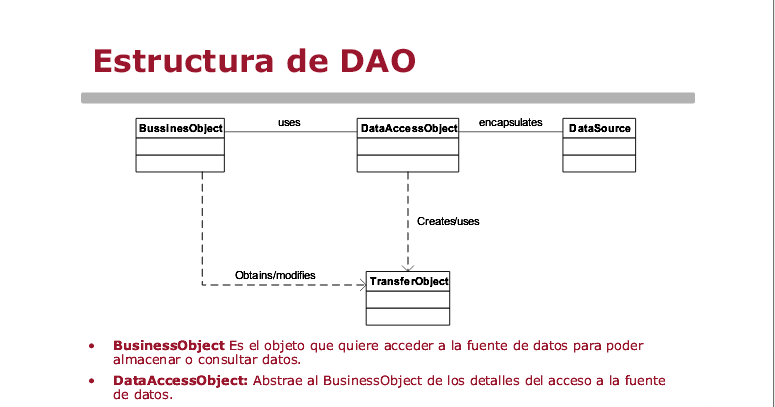 Estructura de DAO
BussinesObject
uses
DataAccessObject
encapsulates
DataSource
Creates/uses
Obtains/modifies
TransferObject
• BusinessObject Es el objeto que quiere acceder a la fuente de datos para poder
almacenar o consultar datos.
• DataAccessObject: Abstrae al BusinessObject de los detalles del acceso a la fuente
de datos.